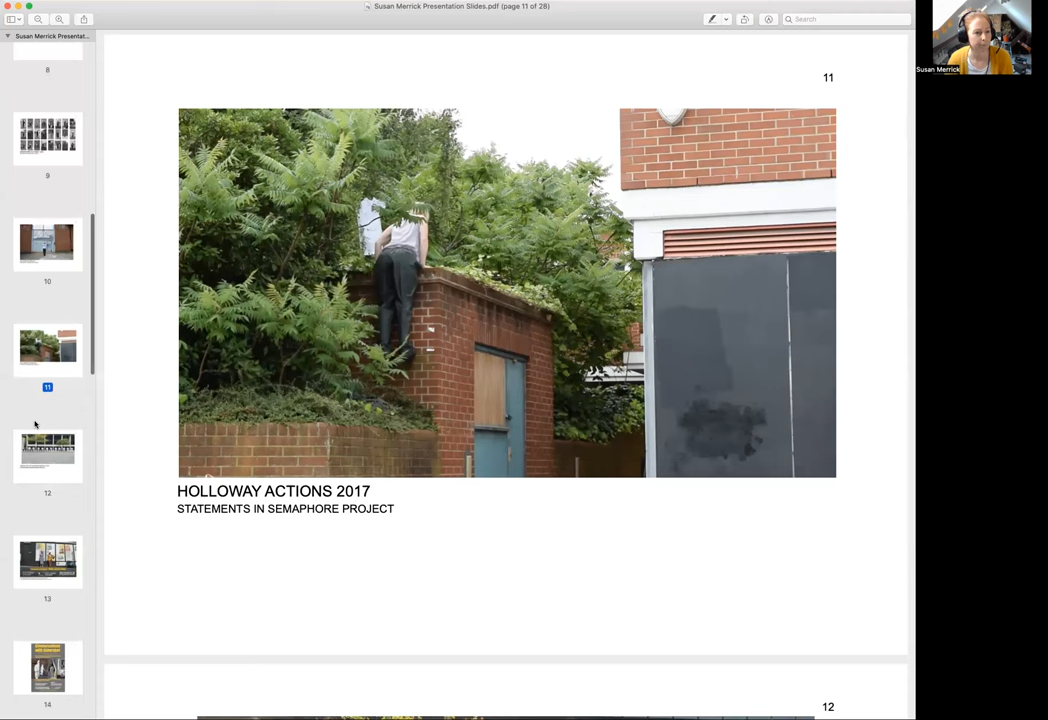 Susan Merrick Presentation Slides.pdf (page 11 of 28)
Search
Susan Merrick Presentat...
8
9
10
11
12
13
14
11
HOLLOWAY ACTIONS 2017
STATEMENTS IN SEMAPHORE PROJECT
12
Susan Merrick